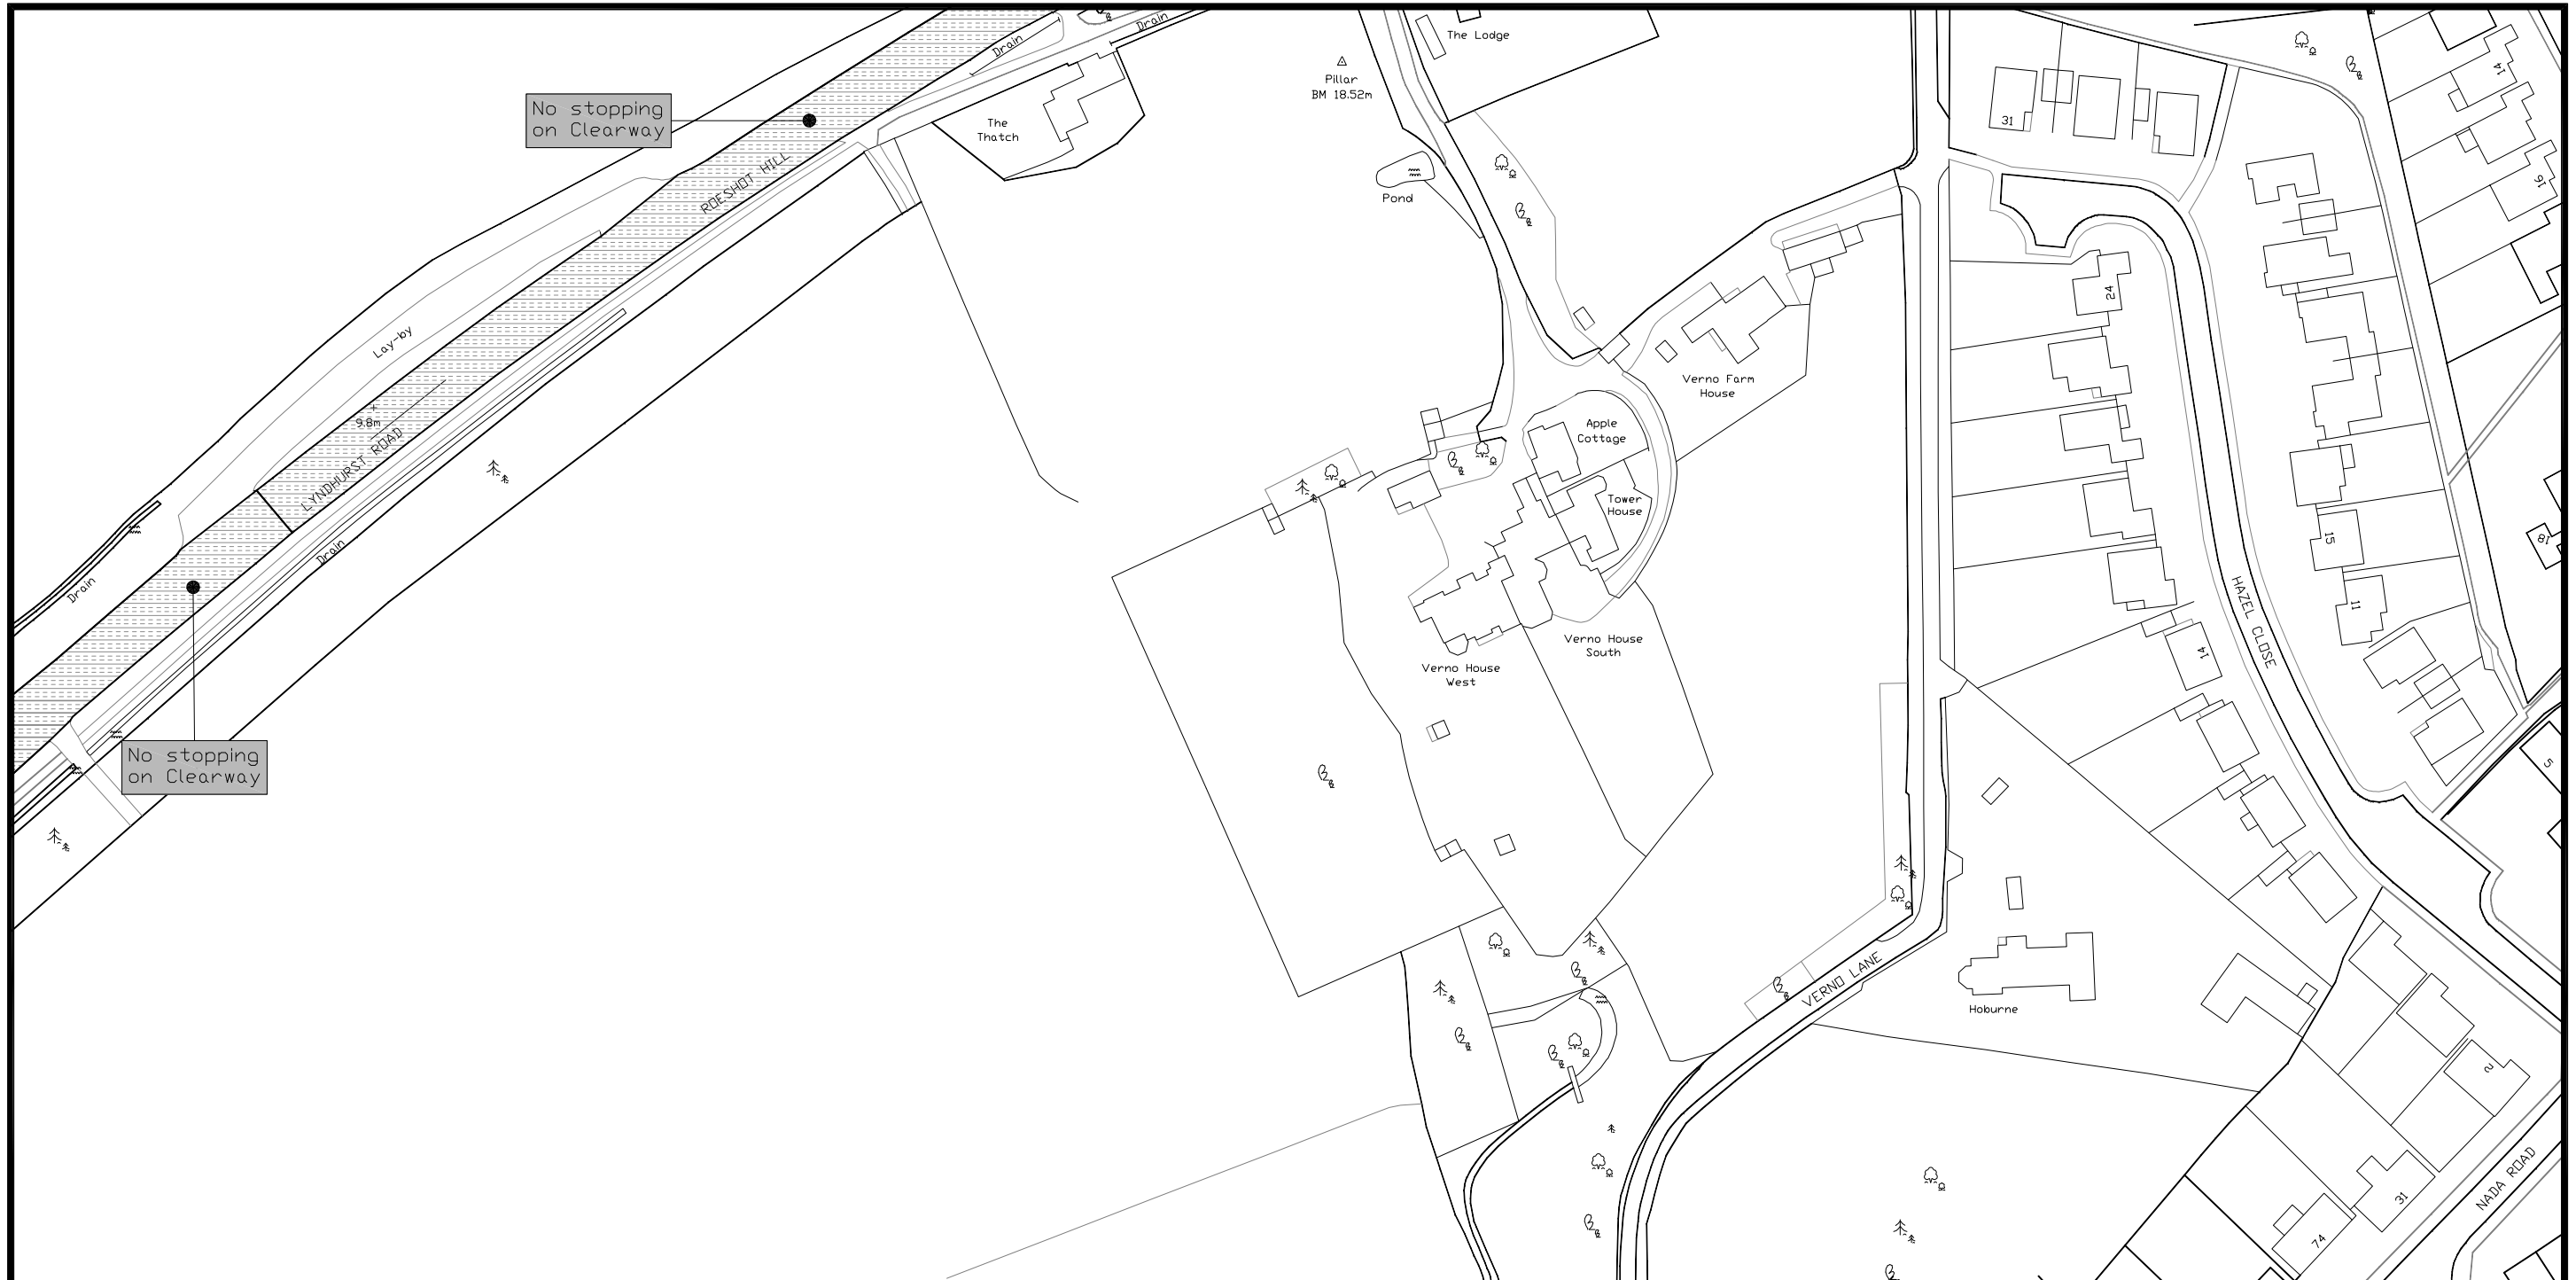 Drain
Drain
The Lodge
Pillar
BM 18.52m
No stopping
on Clearway
The
Thatch
31
14
16
ROESHOT HILL
Pond
24
Lay-by
Verno Farm
House
9.8m
LYNDHURST ROAD
Apple
Cottage
Tower
House
Drain
Drain
15
18
11
HAZEL CLOSE
Verno House
South
Verno House
West
14
No stopping
on Clearway
5
VERNO LANE
Hoburne
2
NADA ROAD
31
74